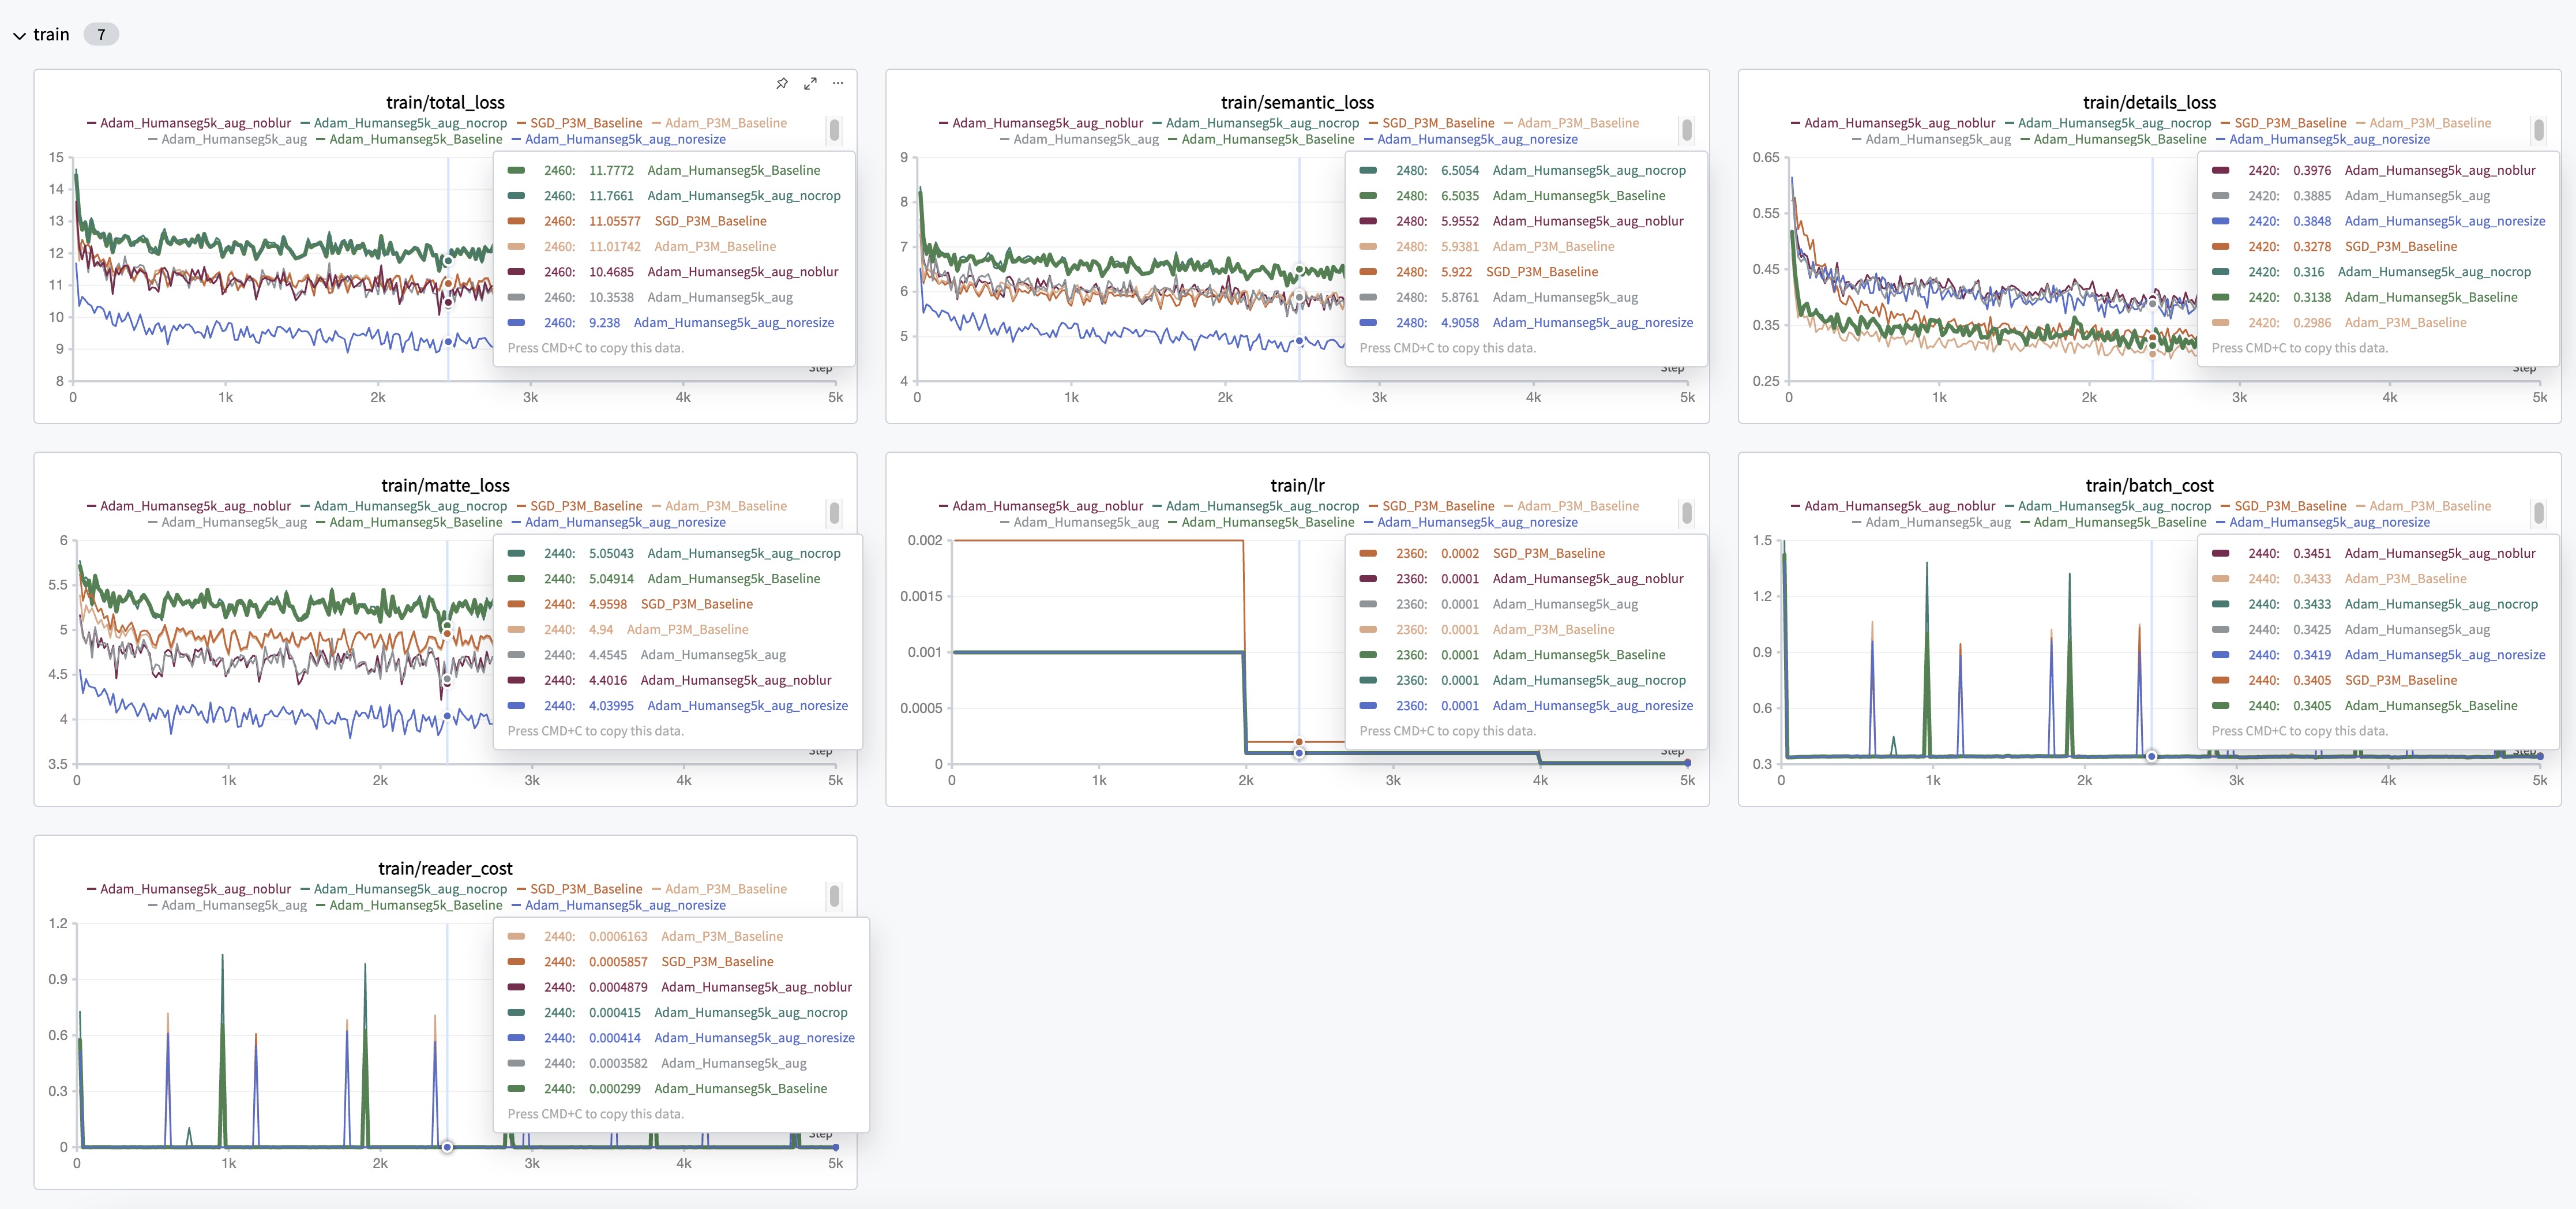 train 7
train/total_loss
Adam_Humanseg5k_aug_noblur Adam_Humanseg5k_aug_nocrop SGD_P3M_Baseline Adam_P3M_Baseline
Adam_Humanseg5k_aug Adam_Humanseg5k_Baseline Adam_Humanseg5k_aug_noresize
15
14
13
12
11
10
9
8
2460: 11.7772 Adam_Humanseg5k_Baseline
2460: 11.7661 Adam_Humanseg5k_aug_nocrop
2460: 11.05577 SGD_P3M_Baseline
2460: 11.01742 Adam_P3M_Baseline
2460: 10.4685 Adam_Humanseg5k_aug_noblur
2460: 10.3538 Adam_Humanseg5k_aug
2460: 9.238 Adam_Humanseg5k_aug_noresize
Press CMD+C to copy this data.
Step
0 1k 2k 3k 4k 5k
train/semantic_loss
Adam_Humanseg5k_aug_noblur Adam_Humanseg5k_aug_nocrop SGD_P3M_Baseline Adam_P3M_Baseline
Adam_Humanseg5k_aug Adam_Humanseg5k_Baseline Adam_Humanseg5k_aug_noresize
9
8
7
6
5
4
2480: 6.5054 Adam_Humanseg5k_aug_nocrop
2480: 6.5035 Adam_Humanseg5k_Baseline
2480: 5.9552 Adam_Humanseg5k_aug_noblur
2480: 5.9381 Adam_P3M_Baseline
2480: 5.922 SGD_P3M_Baseline
2480: 5.8761 Adam_Humanseg5k_aug
2480: 4.9058 Adam_Humanseg5k_aug_noresize
Press CMD+C to copy this data.
Step
0 1k 2k 3k 4k 5k
train/details_loss
Adam_Humanseg5k_aug_noblur Adam_Humanseg5k_aug_nocrop SGD_P3M_Baseline Adam_P3M_Baseline
Adam_Humanseg5k_aug Adam_Humanseg5k_Baseline Adam_Humanseg5k_aug_noresize
0.65
0.55
0.45
0.35
0.25
2420: 0.3976 Adam_Humanseg5k_aug_noblur
2420: 0.3885 Adam_Humanseg5k_aug
2420: 0.3848 Adam_Humanseg5k_aug_noresize
2420: 0.3278 SGD_P3M_Baseline
2420: 0.316 Adam_Humanseg5k_aug_nocrop
2420: 0.3138 Adam_Humanseg5k_Baseline
2420: 0.2986 Adam_P3M_Baseline
Press CMD+C to copy this data.
Step
0 1k 2k 3k 4k 5k
train/matte_loss
Adam_Humanseg5k_aug_noblur Adam_Humanseg5k_aug_nocrop SGD_P3M_Baseline Adam_P3M_Baseline
Adam_Humanseg5k_aug Adam_Humanseg5k_Baseline Adam_Humanseg5k_aug_noresize
6
5.5
5
4.5
4
3.5
2440: 5.05043 Adam_Humanseg5k_aug_nocrop
2440: 5.04914 Adam_Humanseg5k_Baseline
2440: 4.9598 SGD_P3M_Baseline
2440: 4.94 Adam_P3M_Baseline
2440: 4.4545 Adam_Humanseg5k_aug
2440: 4.4016 Adam_Humanseg5k_aug_noblur
2440: 4.03995 Adam_Humanseg5k_aug_noresize
Press CMD+C to copy this data.
Step
0 1k 2k 3k 4k 5k
train/lr
Adam_Humanseg5k_aug_noblur Adam_Humanseg5k_aug_nocrop SGD_P3M_Baseline Adam_P3M_Baseline
Adam_Humanseg5k_aug Adam_Humanseg5k_Baseline Adam_Humanseg5k_aug_noresize
0.002
0.0015
0.001
0.0005
0
2360: 0.0002 SGD_P3M_Baseline
2360: 0.0001 Adam_Humanseg5k_aug_noblur
2360: 0.0001 Adam_Humanseg5k_aug
2360: 0.0001 Adam_P3M_Baseline
2360: 0.0001 Adam_Humanseg5k_Baseline
2360: 0.0001 Adam_Humanseg5k_aug_nocrop
2360: 0.0001 Adam_Humanseg5k_aug_noresize
Press CMD+C to copy this data.
Step
0 1k 2k 3k 4k 5k
train/batch_cost
Adam_Humanseg5k_aug_noblur Adam_Humanseg5k_aug_nocrop SGD_P3M_Baseline Adam_P3M_Baseline
Adam_Humanseg5k_aug Adam_Humanseg5k_Baseline Adam_Humanseg5k_aug_noresize
1.5
1.2
0.9
0.6
0.3
2440: 0.3451 Adam_Humanseg5k_aug_noblur
2440: 0.3433 Adam_P3M_Baseline
2440: 0.3433 Adam_Humanseg5k_aug_nocrop
2440: 0.3425 Adam_Humanseg5k_aug
2440: 0.3419 Adam_Humanseg5k_aug_noresize
2440: 0.3405 SGD_P3M_Baseline
2440: 0.3405 Adam_Humanseg5k_Baseline
Press CMD+C to copy this data.
Step
0 1k 2k 3k 4k 5k
train/reader_cost
Adam_Humanseg5k_aug_noblur Adam_Humanseg5k_aug_nocrop SGD_P3M_Baseline Adam_P3M_Baseline
Adam_Humanseg5k_aug Adam_Humanseg5k_Baseline Adam_Humanseg5k_aug_noresize
1.2
0.9
0.6
0.3
0
2440: 0.0006163 Adam_P3M_Baseline
2440: 0.0005857 SGD_P3M_Baseline
2440: 0.0004879 Adam_Humanseg5k_aug_noblur
2440: 0.000415 Adam_Humanseg5k_aug_nocrop
2440: 0.000414 Adam_Humanseg5k_aug_noresize
2440: 0.0003582 Adam_Humanseg5k_aug
2440: 0.000299 Adam_Humanseg5k_Baseline
Press CMD+C to copy this data.
Step
0 1k 2k 3k 4k 5k